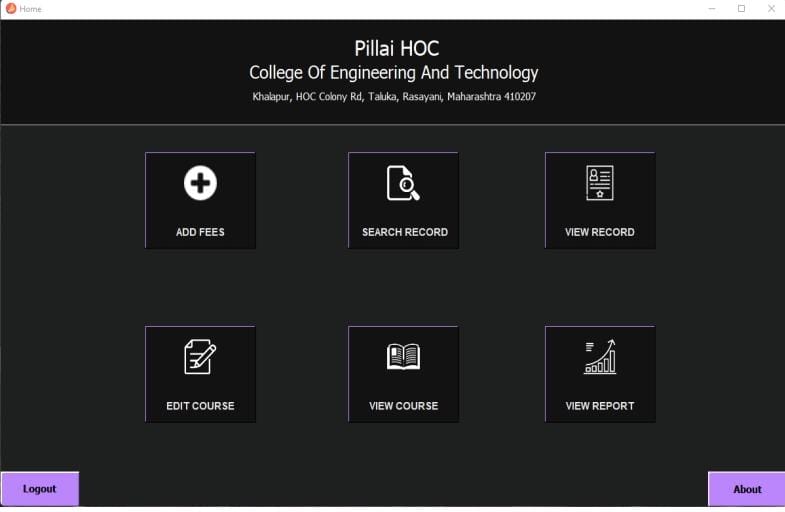 Home
Pillai HOC
College Of Engineering And Technology
Khalapur, HOC Colony Rd, Taluka, Rasayani, Maharashtra 410207
ADD FEES
SEARCH RECORD
VIEW RECORD
EDIT COURSE
VIEW COURSE
VIEW REPORT
Logout
About